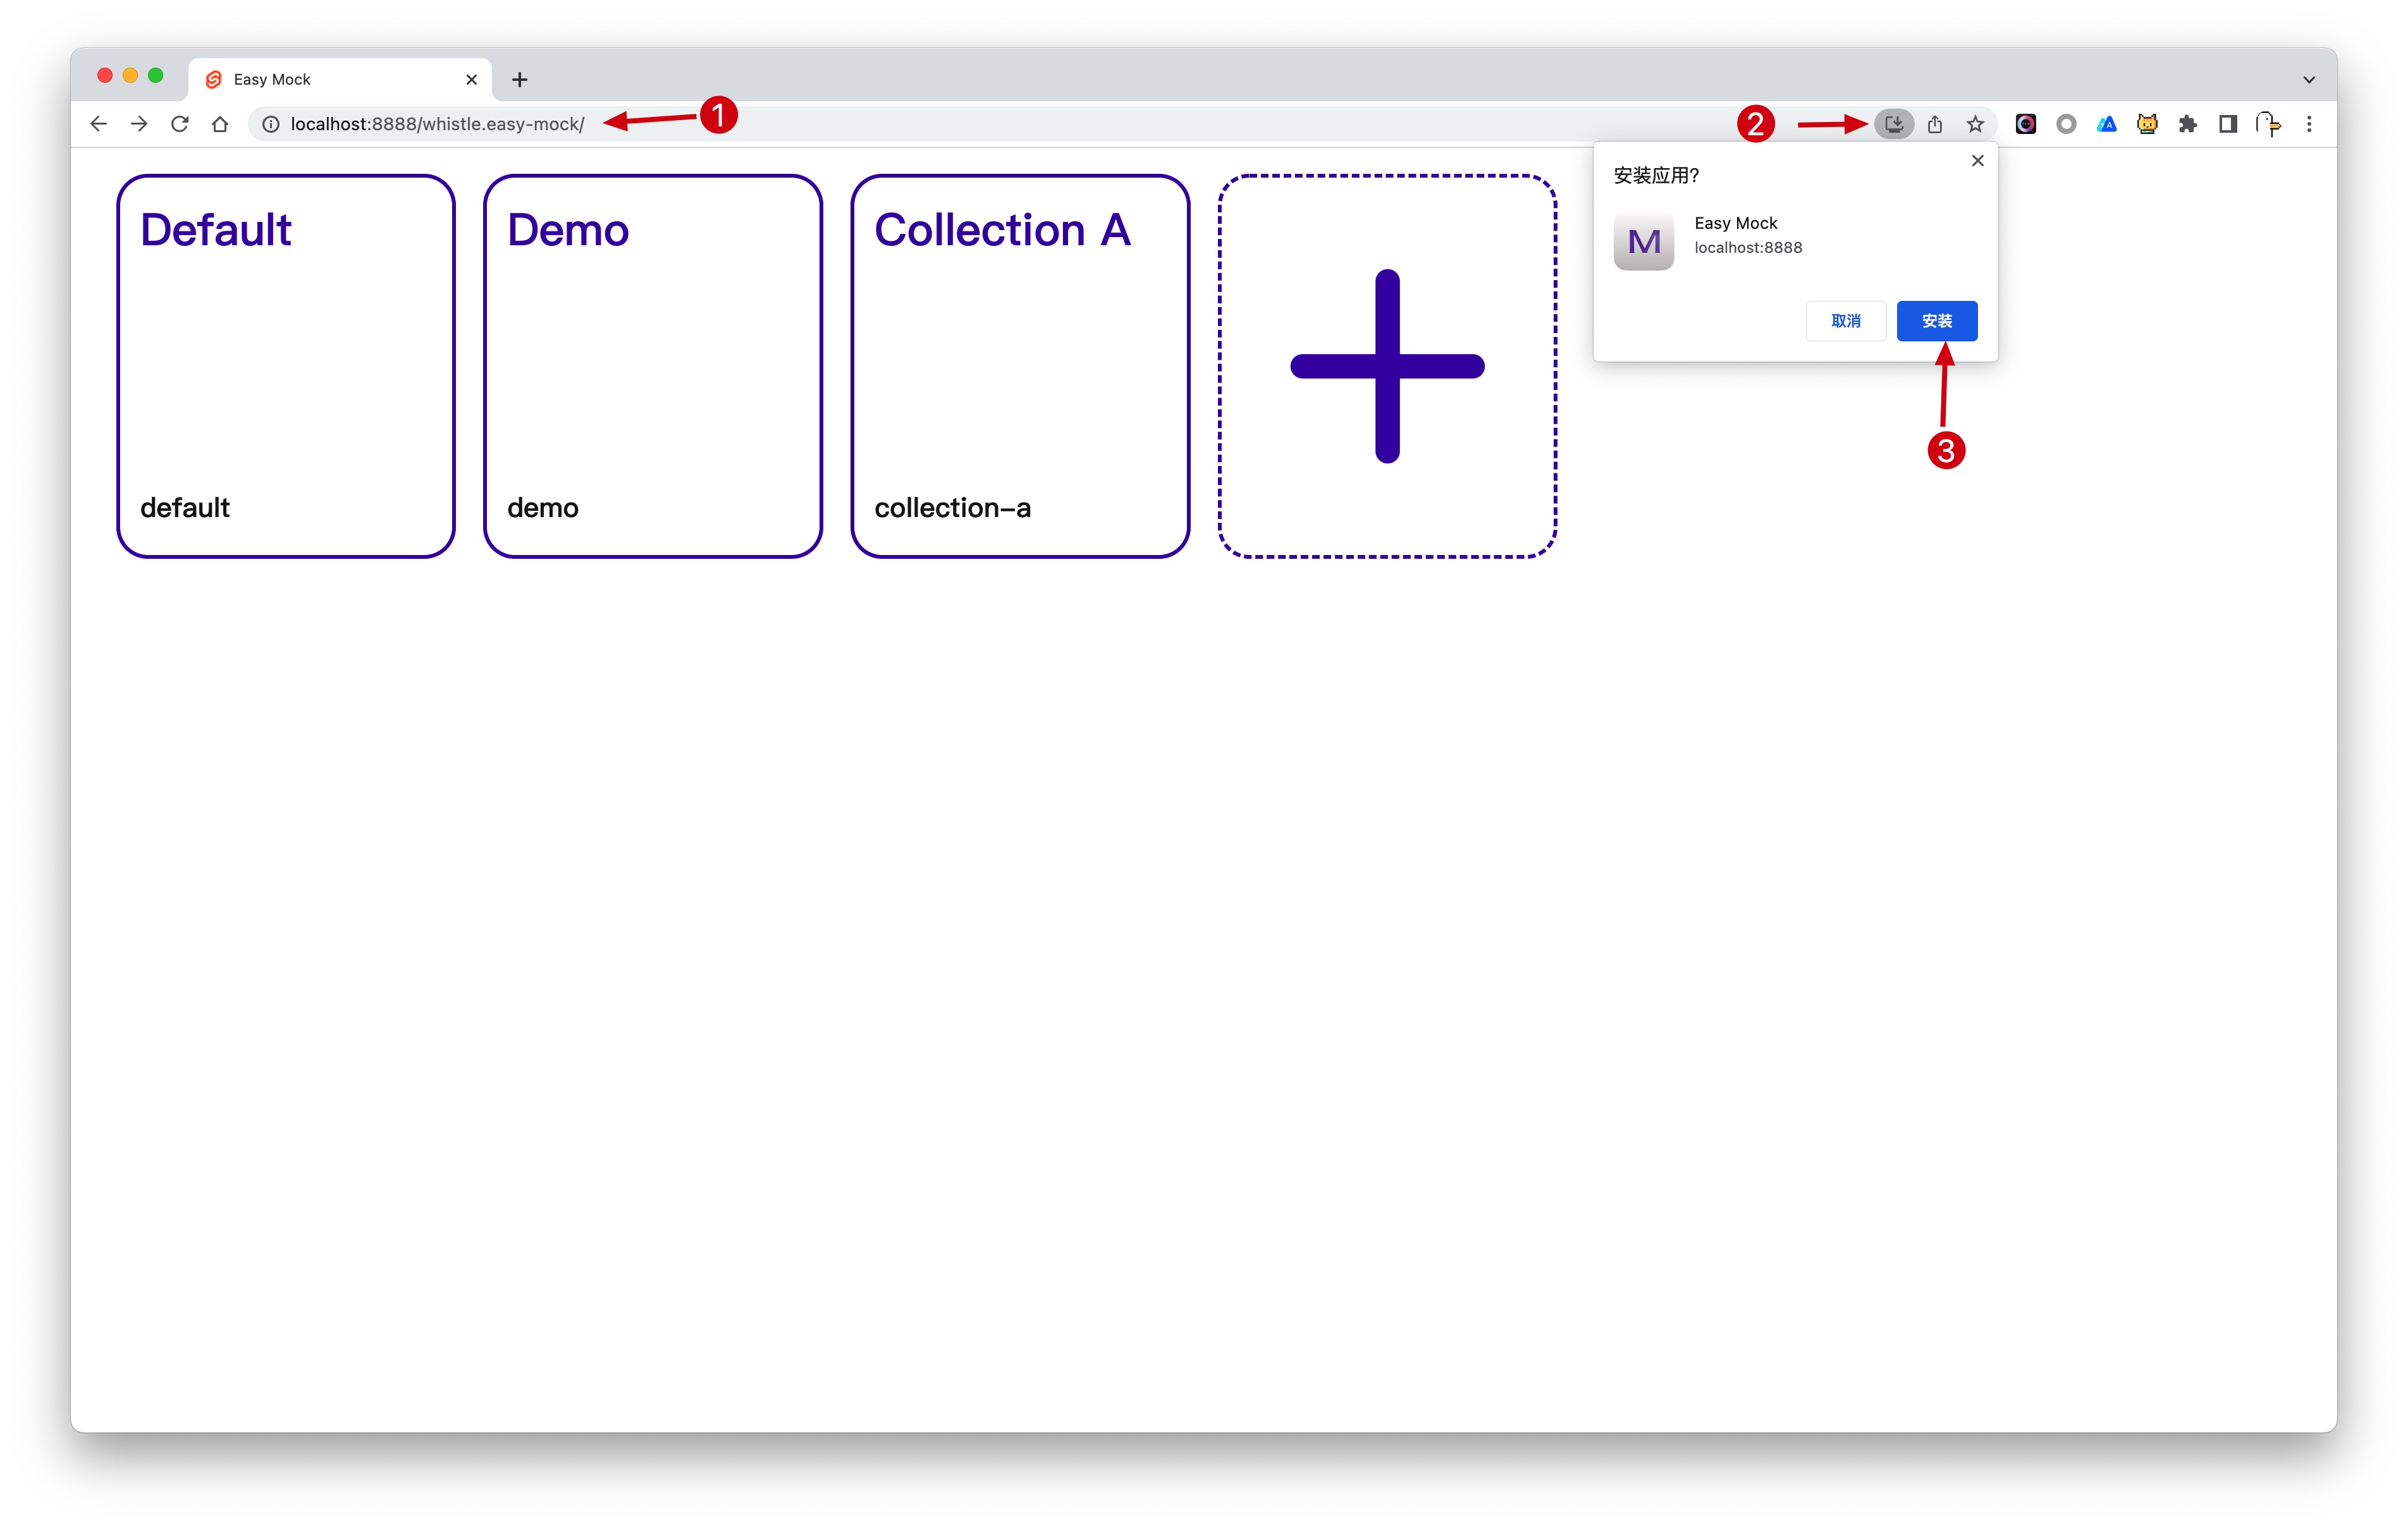 Easy Mock
localhost:8888/whistle.easy-mock/
1
2
安装应用?
Default
Demo
Collection A
M
Easy Mock
localhost:8888
取消
安装
3
default
demo
collection-a